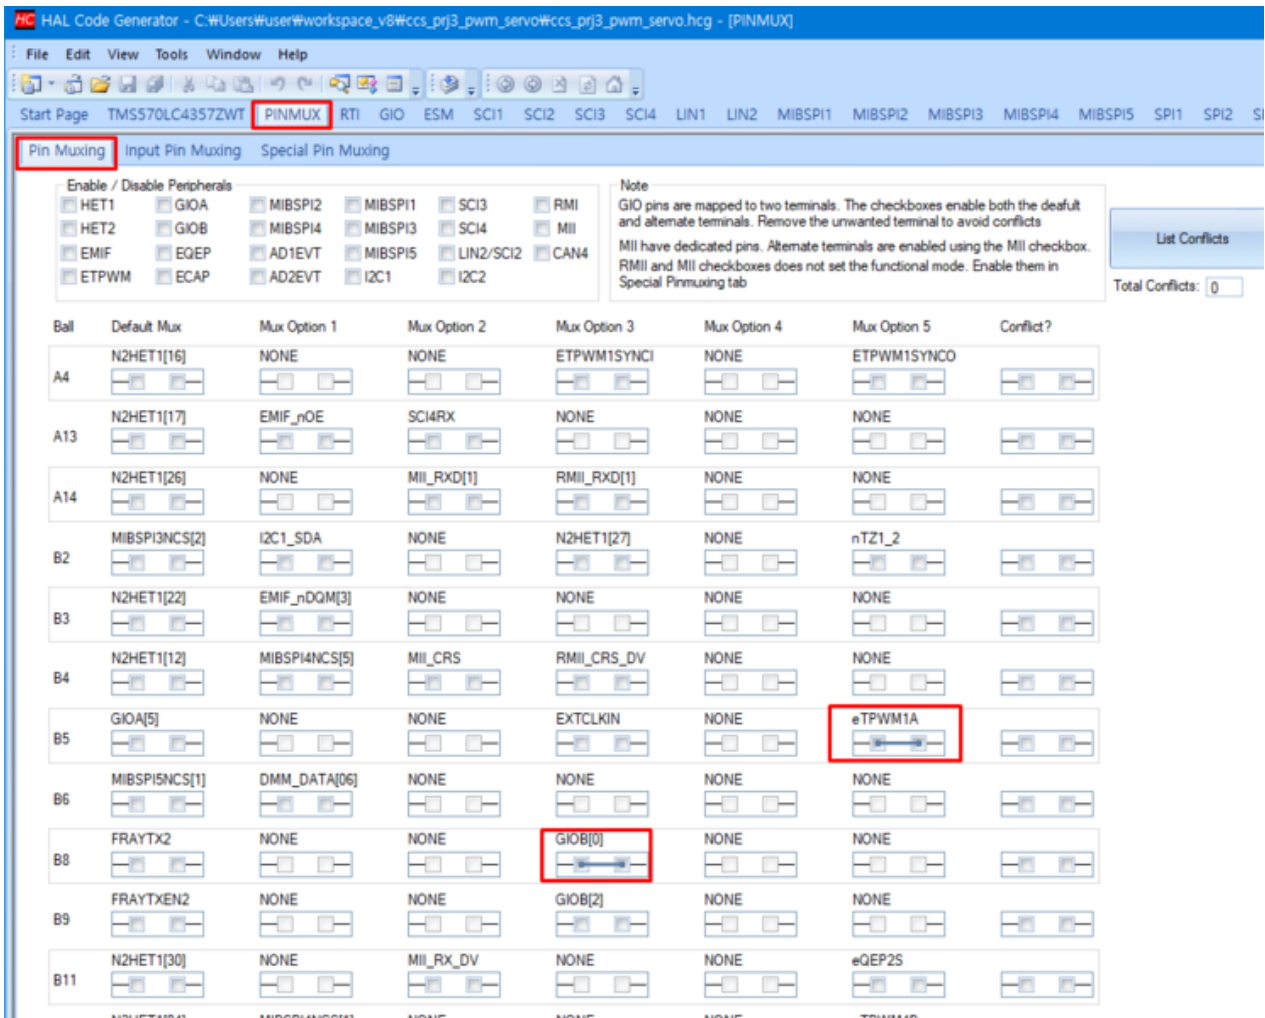 HC HAL Code Generator - C:₩Users₩user₩workspace_v8₩ccs_prj3_pwm_servo₩ccs_prj3_pwm_servo.hcg - [PINMUX]
File Edit View Tools Window Help
Start Page TMS570LC4357ZWT PINMUX RTI GIO ESM SCI1 SCI2 SCI3 SCI4 LIN1 LIN2 MIBSPI1 MIBSPI2 MIBSPI3 MIBSPI4 MIBSPI5 SPI1 SPI2
Pin Muxing Input Pin Muxing Special Pin Muxing
Enable / Disable Peripherals
HET1 GIOA MIBSPI2 MIBSPI1 SCI3 RMI
HET2 GIOB MIBSPI4 MIBSPI3 SCI4 MII
EMIF EQEP AD1EVT MIBSPI5 LIN2/SCI2 CAN4
ETPWM ECAP AD2EVT I2C1 I2C2
Note
GIO pins are mapped to two terminals. The checkboxes enable both the deafult
and alternate terminals. Remove the unwanted terminal to avoid conflicts
MII have dedicated pins. Alternate terminals are enabled using the MII checkbox.
RMII and MII checkboxes does not set the functional mode. Enable them in
Special Pinmuxing tab
List Conflicts
Total Conflicts: 0
Ball Default Mux Mux Option 1 Mux Option 2 Mux Option 3 Mux Option 4 Mux Option 5 Conflict?
N2HET1[16] NONE NONE ETPWM1SYNCI NONE ETPWM1SYNCO
A4
N2HET1[17] EMIF_nOE SCI4RX NONE NONE NONE
A13
N2HET1[26] NONE MII_RXD[1] RMII_RXD[1] NONE NONE
A14
MIBSPI3NCS[2] I2C1_SDA NONE N2HET1[27] NONE nTZ1_2
B2
N2HET1[22] EMIF_nDQM[3] NONE NONE NONE NONE
B3
N2HET1[12] MIBSPI4NCS[5] MII_CRS RMII_CRS_DV NONE NONE
B4
GIOA[5] NONE NONE EXTCLKIN NONE eTPWM1A
B5
MIBSPI5NCS[1] DMM_DATA[06] NONE NONE NONE NONE
B6
FRAYTX2 NONE NONE GIOB[0] NONE NONE
B8
FRAYTXEN2 NONE NONE GIOB[2] NONE NONE
B9
N2HET1[30] NONE MII_RX_DV NONE NONE eQEP2S
B11